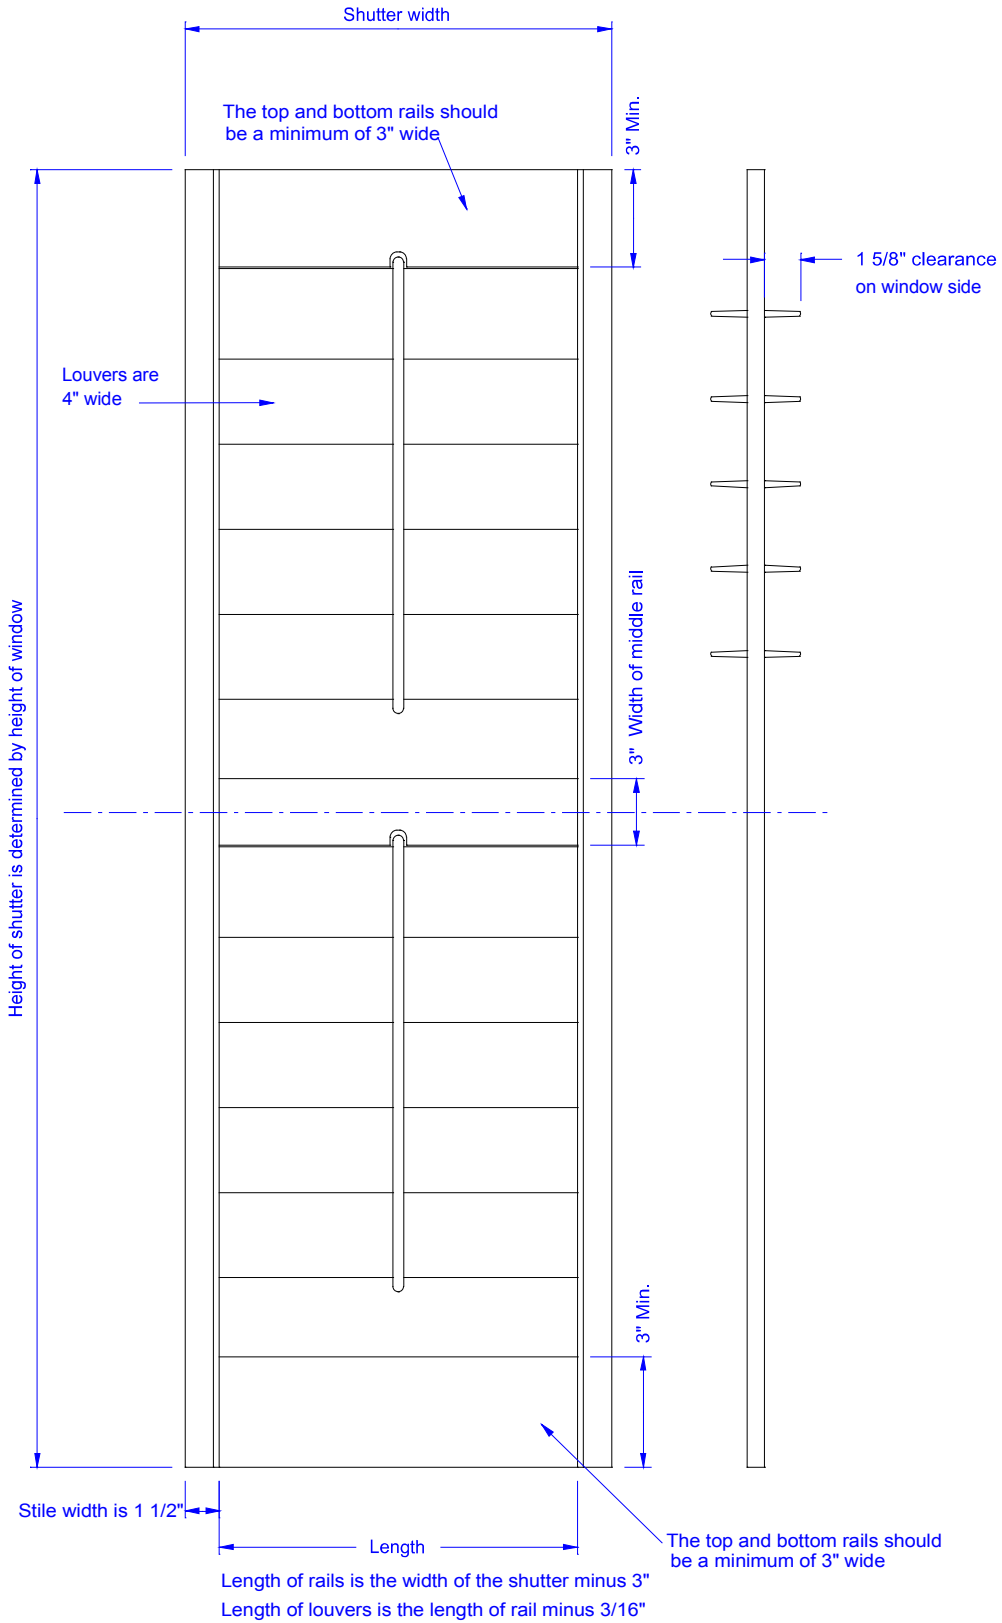 Shutter width
The top and bottom rails should
be a minimum of 3" wide
3" Min.
1 5/8" clearance
on window side
Louvers are
4" wide
3" Width of middle rail
Height of shutter is determined by height of window
3" Min.
Stile width is 1 1/2"
Length
The top and bottom rails should
be a minimum of 3" wide
Length of rails is the width of the shutter minus 3"
Length of louvers is the length of rail minus 3/16"